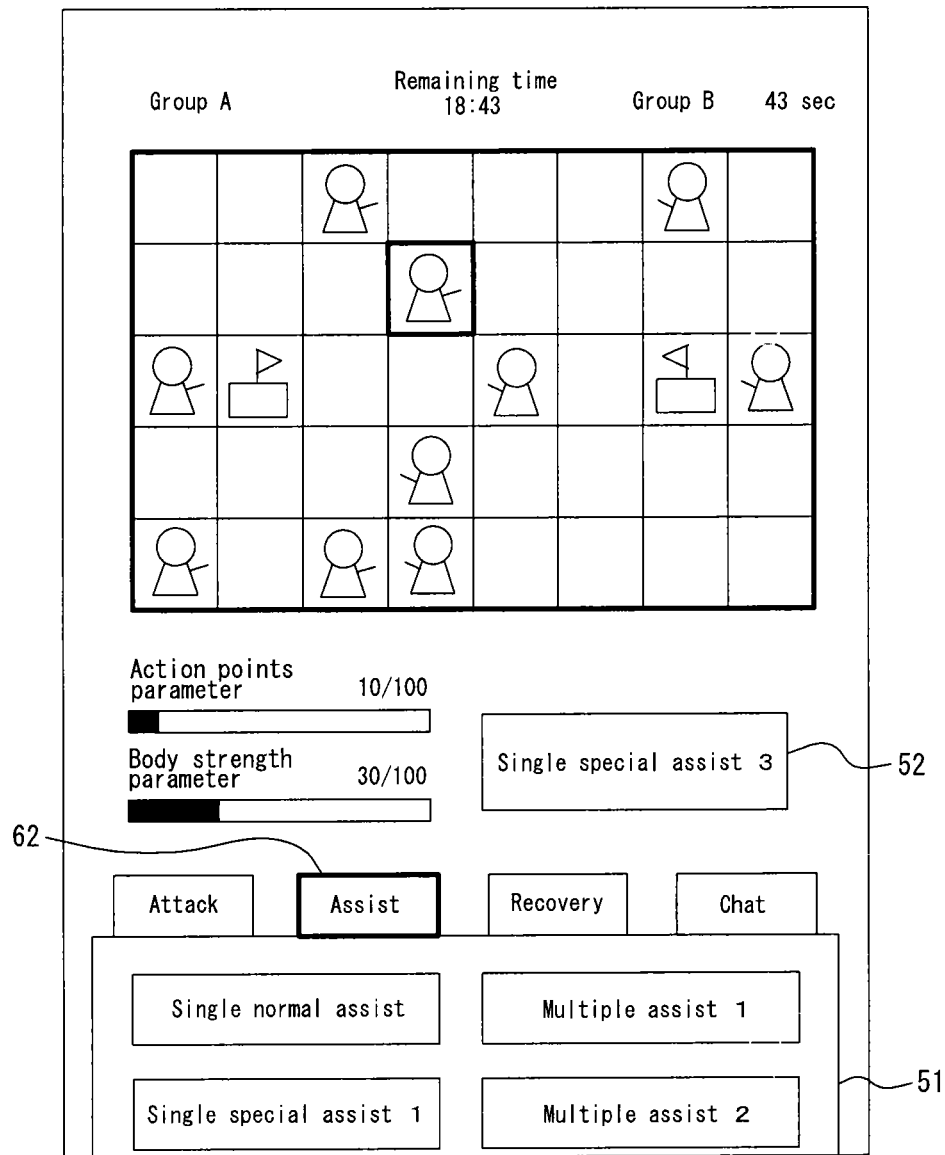 Remaining time
Group A 18:43 Group B 43 sec
Action points
parameter 10/100
Single special assist 3 52
Body strength
parameter 30/100
62
Attack Assist Recovery Chat
Single normal assist Multiple assist 1
51
Single special assist 1 Multiple assist 2